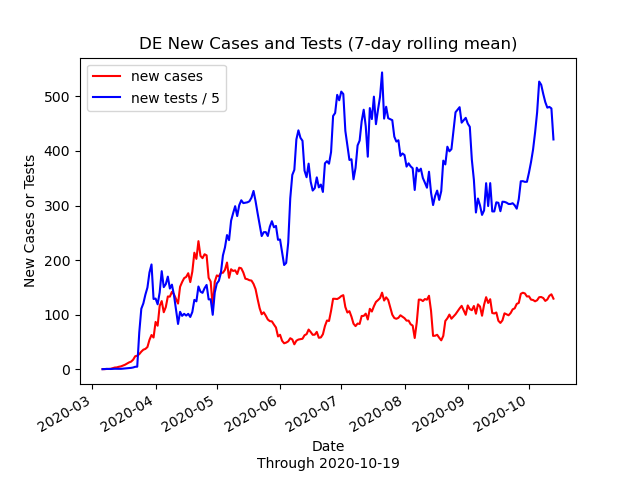 DE New Cases and Tests (7-day rolling mean)
new cases
new tests / 5
New Cases or Tests
500
400
300
200
100
0
2020-03
2020-04
2020-05
2020-06
2020-07
2020-08
2020-09
2020-10
Date
Through 2020-10-19